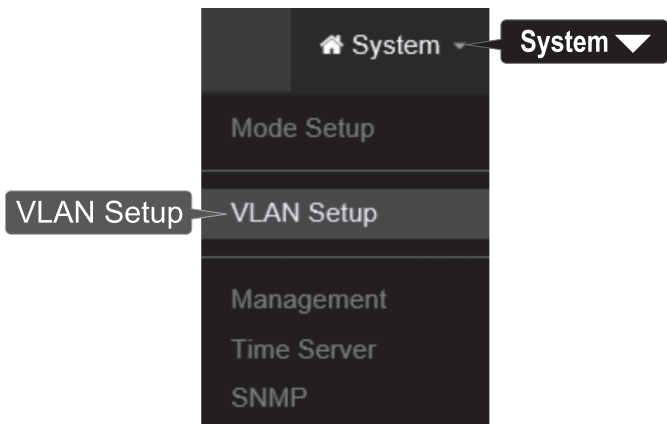 System
System
Mode Setup
VLAN Setup
VLAN Setup
Management
Time Server
SNMP